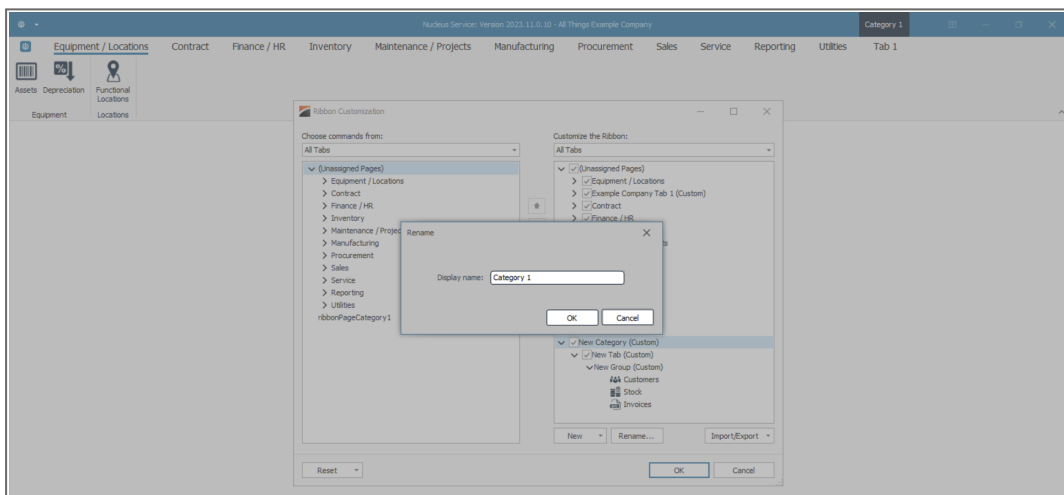 Nucleus Service: Version 2023.11.0.10 - All Things Example Company
Category 1
Equipment / Locations Contract Finance / HR Inventory Maintenance / Projects Manufacturing Procurement Sales Service Reporting Utilities Tab 1
Assets Depreciation Functional Locations
Equipment Locations
Ribbon Customization
Choose commands from:
All Tabs
(Unassigned Pages)
Equipment / Locations
Contract
Finance / HR
Inventory
Maintenance / Projec
Manufacturing
Procurement
Sales
Service
Reporting
Utilities
ribbonPageCategory1
Customize the Ribbon:
All Tabs
(Unassigned Pages)
Equipment / Locations
Example Company Tab 1 (Custom)
Contract
Finance / HR
Rename
Display name: Category 1
OK Cancel
New Category (Custom)
New Tab (Custom)
New Group (Custom)
Customers
Stock
Invoices
New Rename... Import/Export
Reset OK Cancel